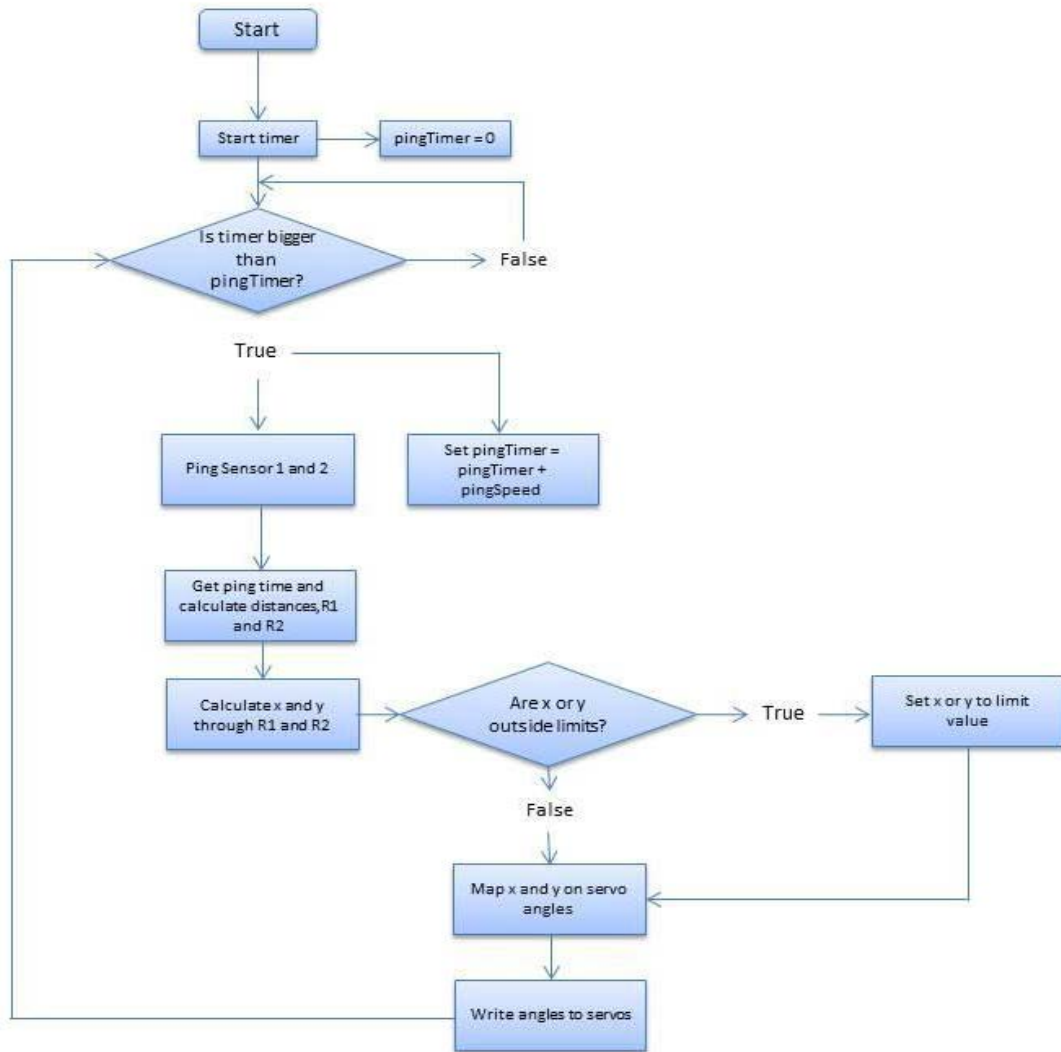 Start
Start timer
pingTimer = 0
Is timer bigger
than
pingTimer?
False
True
Ping Sensor 1 and 2
Set pingTimer =
pingTimer +
pingSpeed
Get ping time and
calculate distances,R1
and R2
Calculate x and y
through R1 and R2
Are x or y
outside limits?
True
Set x or y to limit
value
False
Map x and y on servo
angles
Write angles to servos